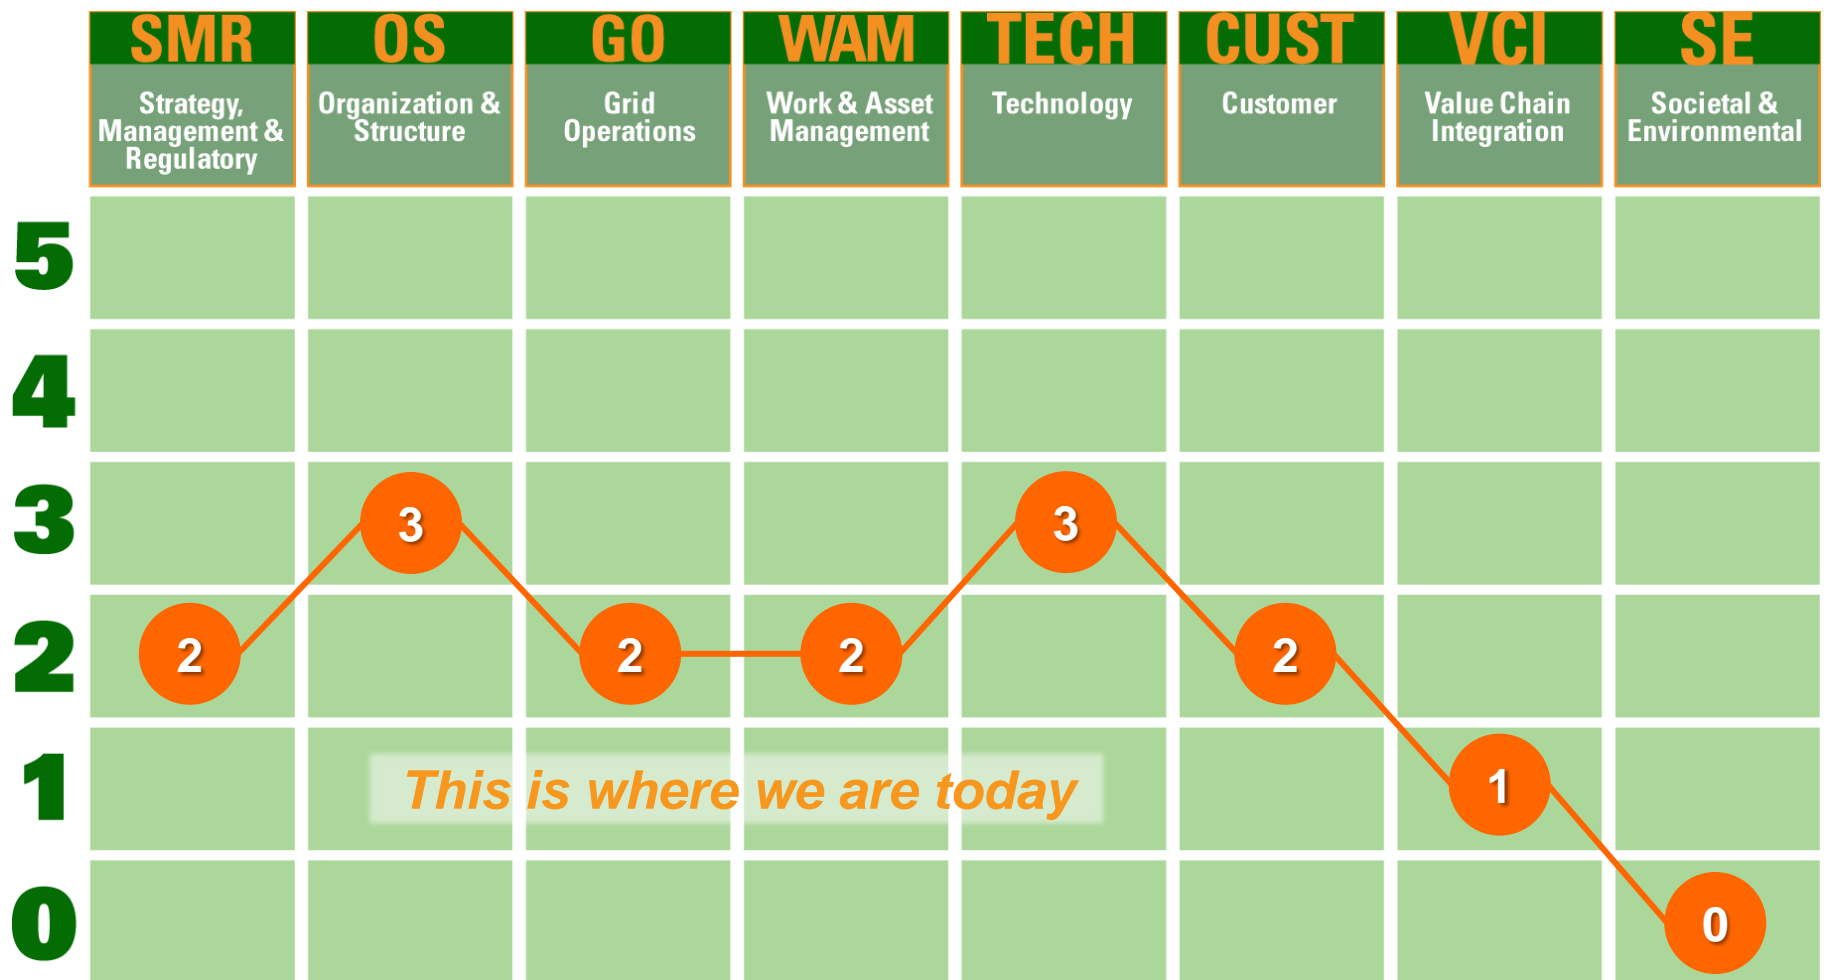 SMR OS GO WAM TECH CUST VCI SE
Strategy,
Management &
Regulatory
Organization &
Structure
Grid
Operations
Work & Asset
Management
Technology
Customer
Value Chain
Integration
Societal &
Environmental
5
4
3
3 3
2
2 2 2 2
1
This is where we are today
1
0
0